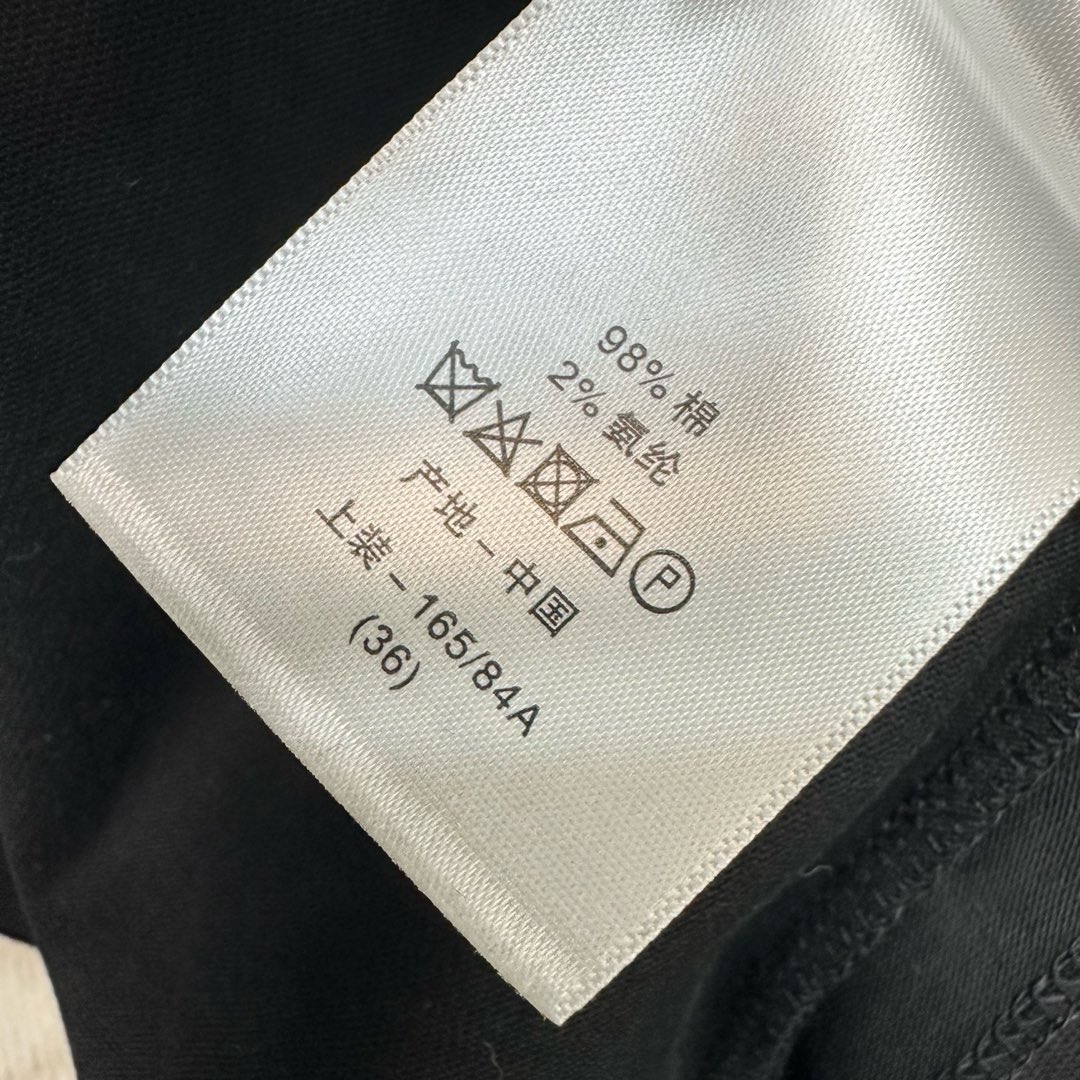 98% 棉
2% 氨纶
P
产地 – 中国
上装 – 165/84A
(36)